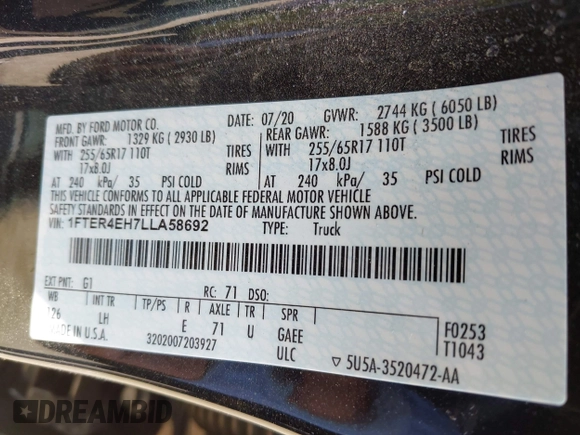 MFD. BY FORD MOTOR CO.
DATE: 07/20 GVWR: 2744 KG ( 6050 LB)
FRONT GAWR: 1329 KG ( 2930 LB) REAR GAWR: 1588 KG ( 3500 LB)
WITH 255/65R17 110T TIRES WITH 255/65R17 110T TIRES
17x8.0J RIMS 17x8.0J RIMS
AT 240 kPa/ 35 PSI COLD AT 240 kPa/ 35 PSI COLD
THIS VEHICLE CONFORMS TO ALL APPLICABLE FEDERAL MOTOR VEHICLE
SAFETY STANDARDS IN EFFECT ON THE DATE OF MANUFACTURE SHOWN ABOVE.
VIN: 1FTER4EH7LLA58692 TYPE: Truck
EXT PNT: G1 RC: 71 DSO:
WB INT TR TP/PS R AXLE TR SPR
126 LH E 71 U GAEE F0253
MADE IN U.S.A. 3202007203927 ULC T1043
▽ 5U5A-3520472-AA
DREAMBID